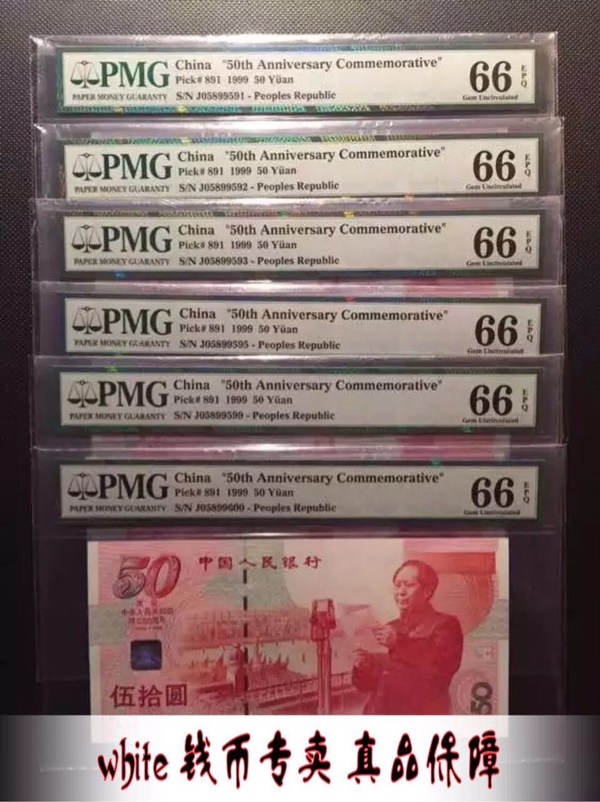 PMG
PAPER MONEY GUARANTY
China "50th Anniversary Commemorative"
Pick# 891 1999 50 Yüan
S/N J05899591 - Peoples Republic
66 EPQ
Gem Uncirculated
PMG
PAPER MONEY GUARANTY
China "50th Anniversary Commemorative"
Pick# 891 1999 50 Yüan
S/N J05899592 - Peoples Republic
66 EPQ
Gem Uncirculated
PMG
PAPER MONEY GUARANTY
China "50th Anniversary Commemorative"
Pick# 891 1999 50 Yüan
S/N J05899593 - Peoples Republic
66 EPQ
Gem Uncirculated
PMG
PAPER MONEY GUARANTY
China "50th Anniversary Commemorative"
Pick# 891 1999 50 Yüan
S/N J05899595 - Peoples Republic
66 EPQ
Gem Uncirculated
PMG
PAPER MONEY GUARANTY
China "50th Anniversary Commemorative"
Pick# 891 1999 50 Yüan
S/N J05899599 - Peoples Republic
66 EPQ
Gem Uncirculated
PMG
PAPER MONEY GUARANTY
China "50th Anniversary Commemorative"
Pick# 891 1999 50 Yüan
S/N J05899600 - Peoples Republic
66 EPQ
Gem Uncirculated
50
中国人民银行
伍拾圆
50
white 钱币专卖 真品保障